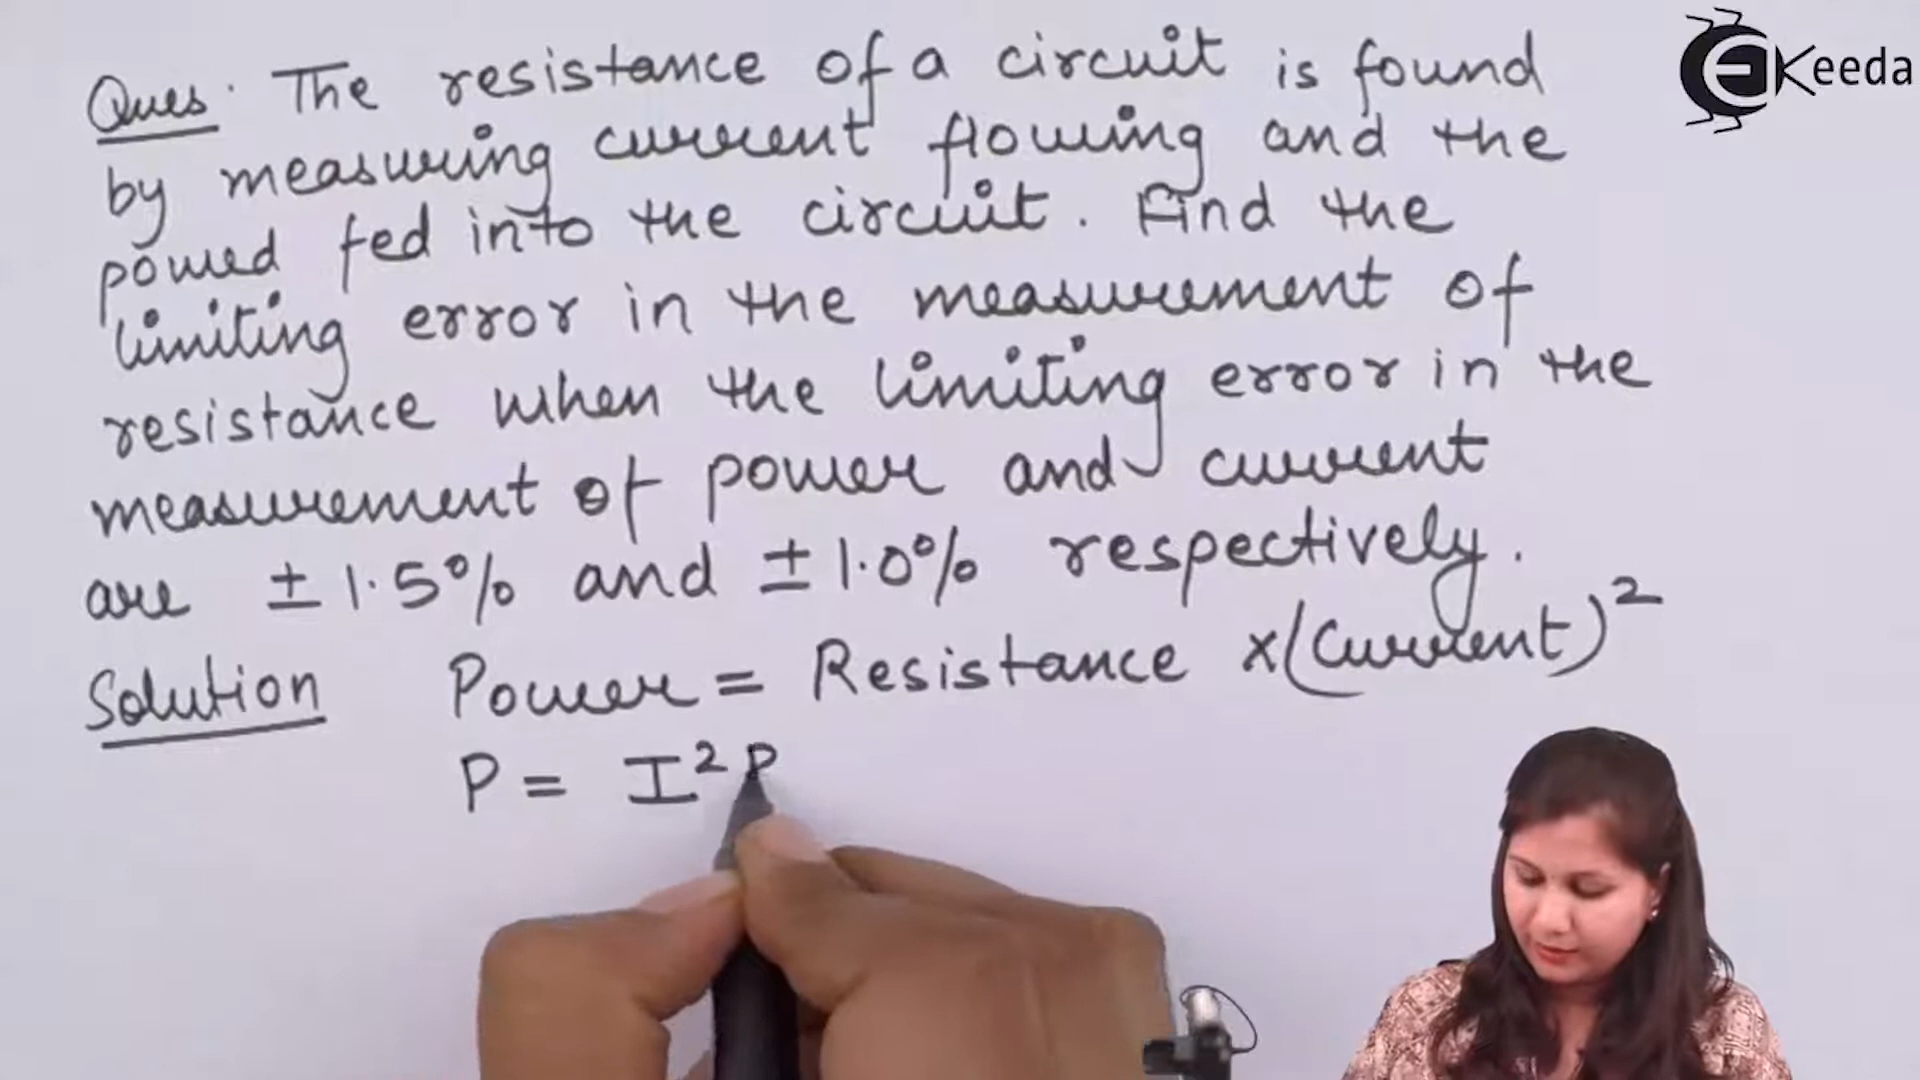 Ques. The resistance of a circuit is found
by measuring current flowing and the
powed fed into the circuit. Find the
limiting error in the measurement of
resistance when the limiting error in the
measurement of power and current
are ± 1.5% and ± 1.0% respectively.
Solution Power = Resistance x (Current)²
P = I²R
EKeeda